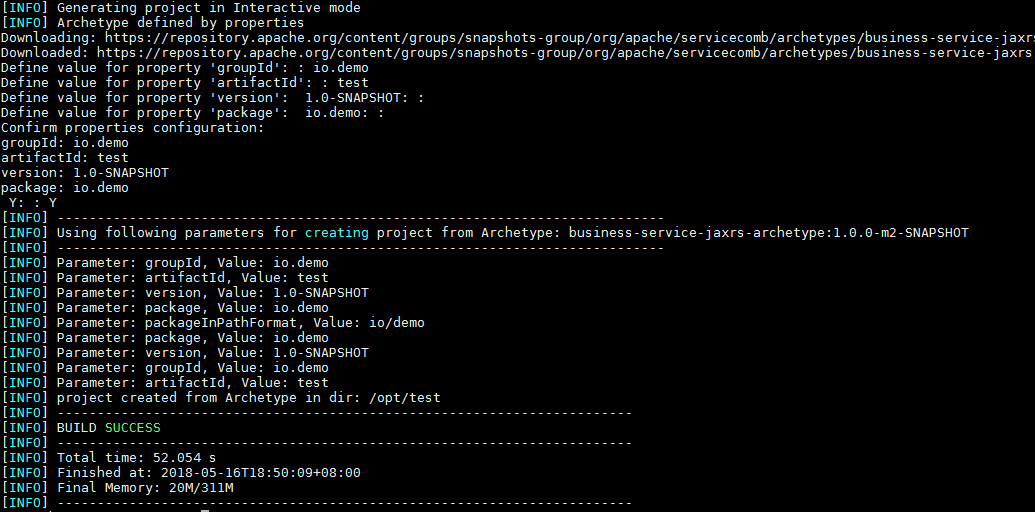 [INFO] Generating project in Interactive mode
[INFO] Archetype defined by properties
Downloading: https://repository.apache.org/content/groups/snapshots-group/org/apache/servicecomb/archetypes/business-service-jaxrs
Downloaded: https://repository.apache.org/content/groups/snapshots-group/org/apache/servicecomb/archetypes/business-service-jaxrs
Define value for property 'groupId': : io.demo
Define value for property 'artifactId': : test
Define value for property 'version':  1.0-SNAPSHOT: :
Define value for property 'package':  io.demo: :
Confirm properties configuration:
groupId: io.demo
artifactId: test
version: 1.0-SNAPSHOT
package: io.demo
 Y: : Y
[INFO] ----------------------------------------------------------------------------
[INFO] Using following parameters for creating project from Archetype: business-service-jaxrs-archetype:1.0.0-m2-SNAPSHOT
[INFO] ----------------------------------------------------------------------------
[INFO] Parameter: groupId, Value: io.demo
[INFO] Parameter: artifactId, Value: test
[INFO] Parameter: version, Value: 1.0-SNAPSHOT
[INFO] Parameter: package, Value: io.demo
[INFO] Parameter: packageInPathFormat, Value: io/demo
[INFO] Parameter: package, Value: io.demo
[INFO] Parameter: version, Value: 1.0-SNAPSHOT
[INFO] Parameter: groupId, Value: io.demo
[INFO] Parameter: artifactId, Value: test
[INFO] project created from Archetype in dir: /opt/test
[INFO] ------------------------------------------------------------------------
[INFO] BUILD SUCCESS
[INFO] ------------------------------------------------------------------------
[INFO] Total time: 52.054 s
[INFO] Finished at: 2018-05-16T18:50:09+08:00
[INFO] Final Memory: 20M/311M
[INFO] ------------------------------------------------------------------------